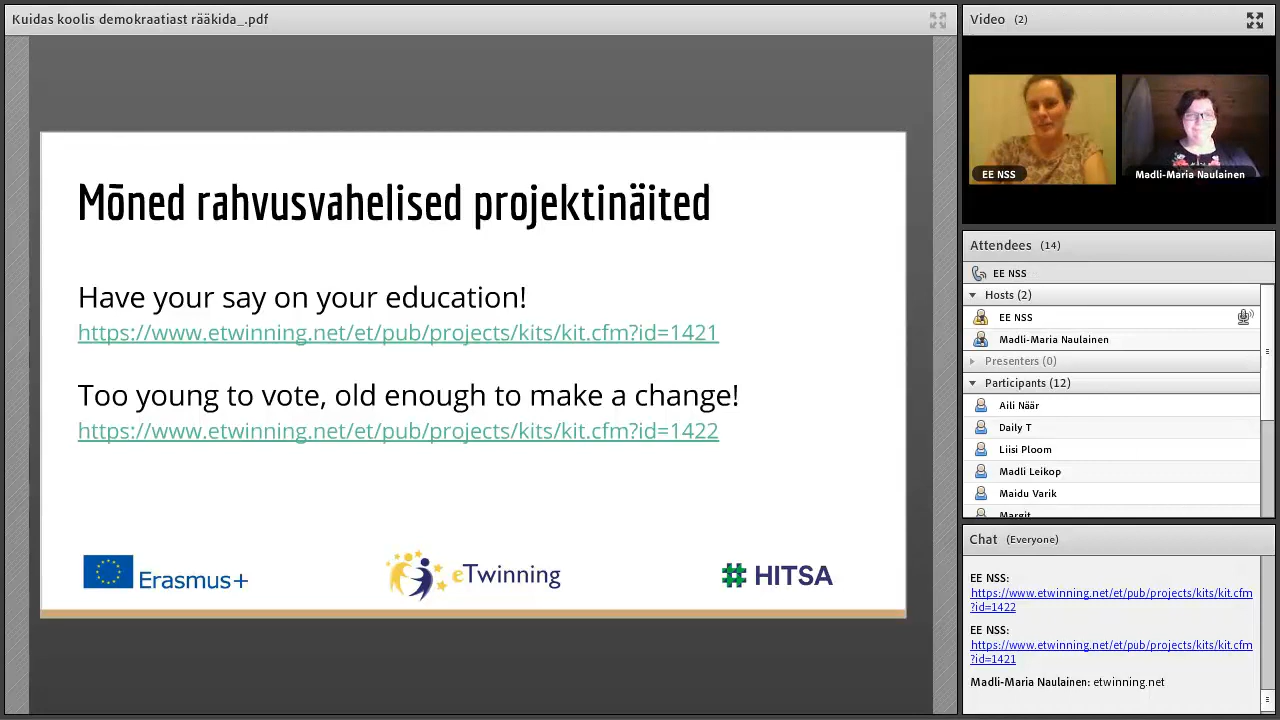 Kuidas koolis demokraatiast rääkida_.pdf
Mõned rahvusvahelised projektinäited
Have your say on your education!
https://www.etwinning.net/et/pub/projects/kits/kit.cfm?id=1421
Too young to vote, old enough to make a change!
https://www.etwinning.net/et/pub/projects/kits/kit.cfm?id=1422
Erasmus+
eTwinning
HITSA
Video (2)
EE NSS
Madli-Maria Naulainen
Attendees (14)
EE NSS
Hosts (2)
EE NSS
Madli-Maria Naulainen
Presenters (0)
Participants (12)
Aili Näär
Daily T
Liisi Ploom
Madli Leikop
Maidu Varik
Margit
Chat (Everyone)
EE NSS:
https://www.etwinning.net/et/pub/projects/kits/kit.cfm
?id=1422
EE NSS:
https://www.etwinning.net/et/pub/projects/kits/kit.cfm
?id=1421
Madli-Maria Naulainen: etwinning.net